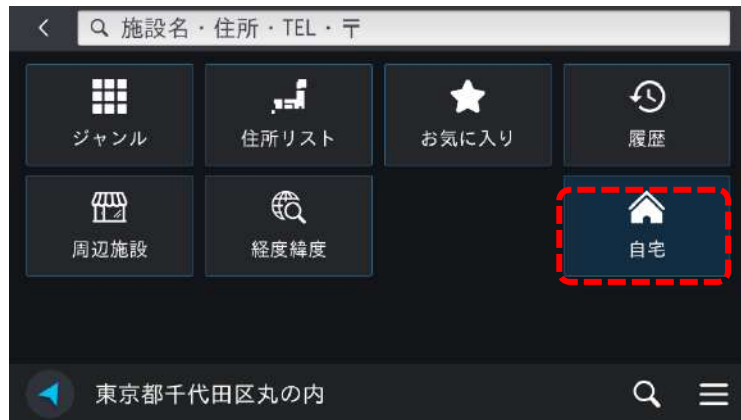 施設名・住所・TEL・〒
ジャンル
住所リスト
お気に入り
履歴
周辺施設
経度緯度
自宅
東京都千代田区丸の内